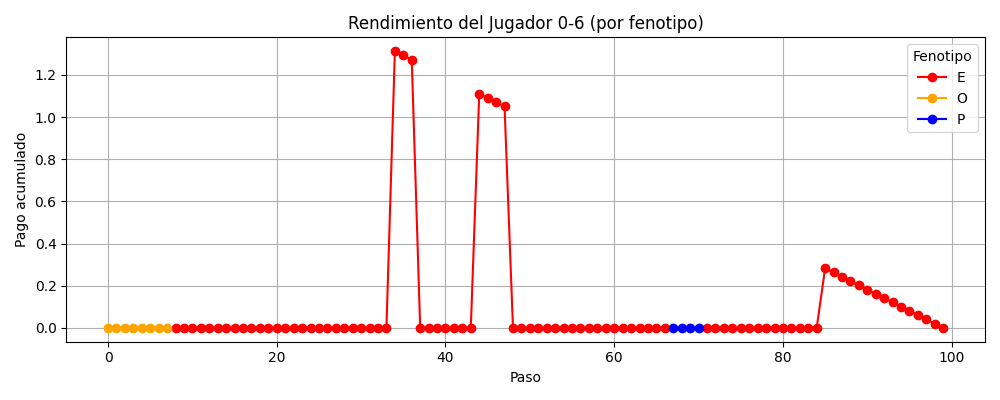 Rendimiento del Jugador 0-6 (por fenotipo)
Pago acumulado
1.2
1.0
0.8
0.6
0.4
0.2
0.0
0 20 40 60 80 100
Paso
Fenotipo
E
O
P